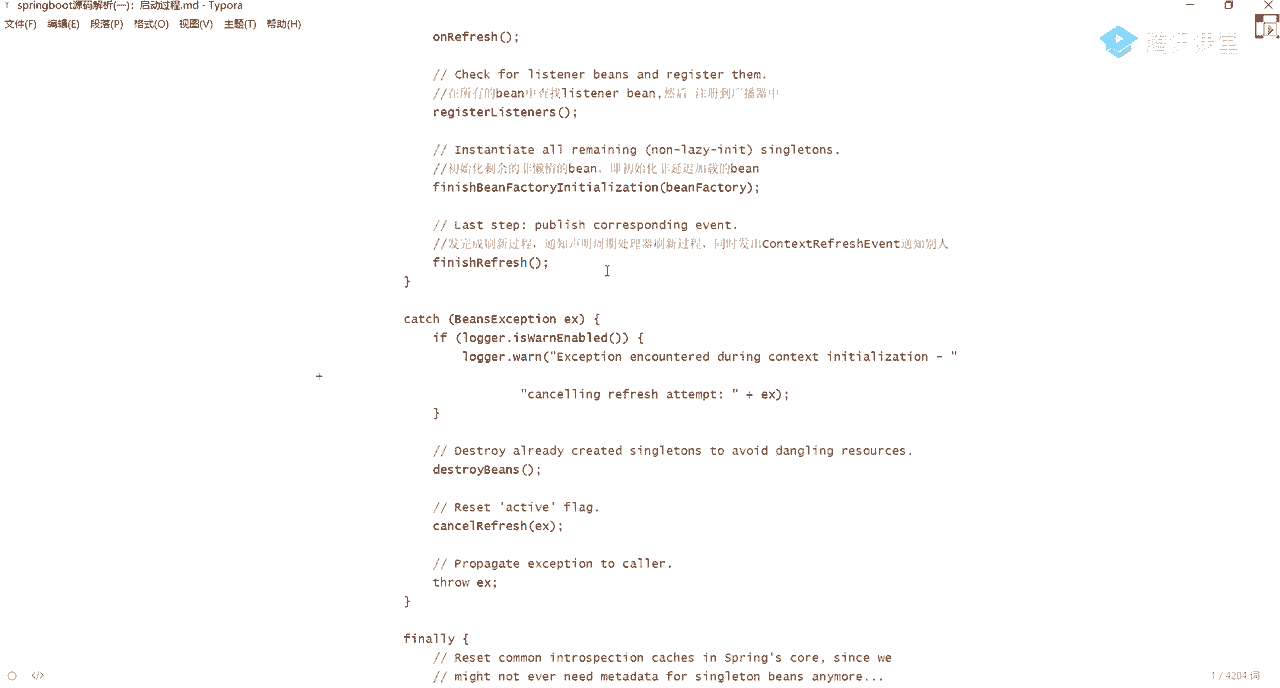 T springboot源码解析(一)：启动过程.md - Typora
文件(F) 编辑(E) 段落(P) 格式(O) 视图(V) 主题(T) 帮助(H)
腾讯课堂
onRefresh();
// Check for listener beans and register them.
//在所有的bean中查找listener bean,然后 注册到广播器中
registerListeners();
// Instantiate all remaining (non-lazy-init) singletons.
//初始化剩余的非懒惰的bean，即初始化非延迟加载的bean
finishBeanFactoryInitialization(beanFactory);
// Last step: publish corresponding event.
//发完成刷新过程，通知声明周期处理器刷新过程，同时发出ContextRefreshEvent通知别人
finishRefresh();
}
catch (BeansException ex) {
if (logger.isWarnEnabled()) {
logger.warn("Exception encountered during context initialization - "
"cancelling refresh attempt: " + ex);
}
// Destroy already created singletons to avoid dangling resources.
destroyBeans();
// Reset 'active' flag.
cancelRefresh(ex);
// Propagate exception to caller.
throw ex;
}
finally {
// Reset common introspection caches in Spring's core, since we
// might not ever need metadata for singleton beans anymore...
+
</> 1 / 4204 词